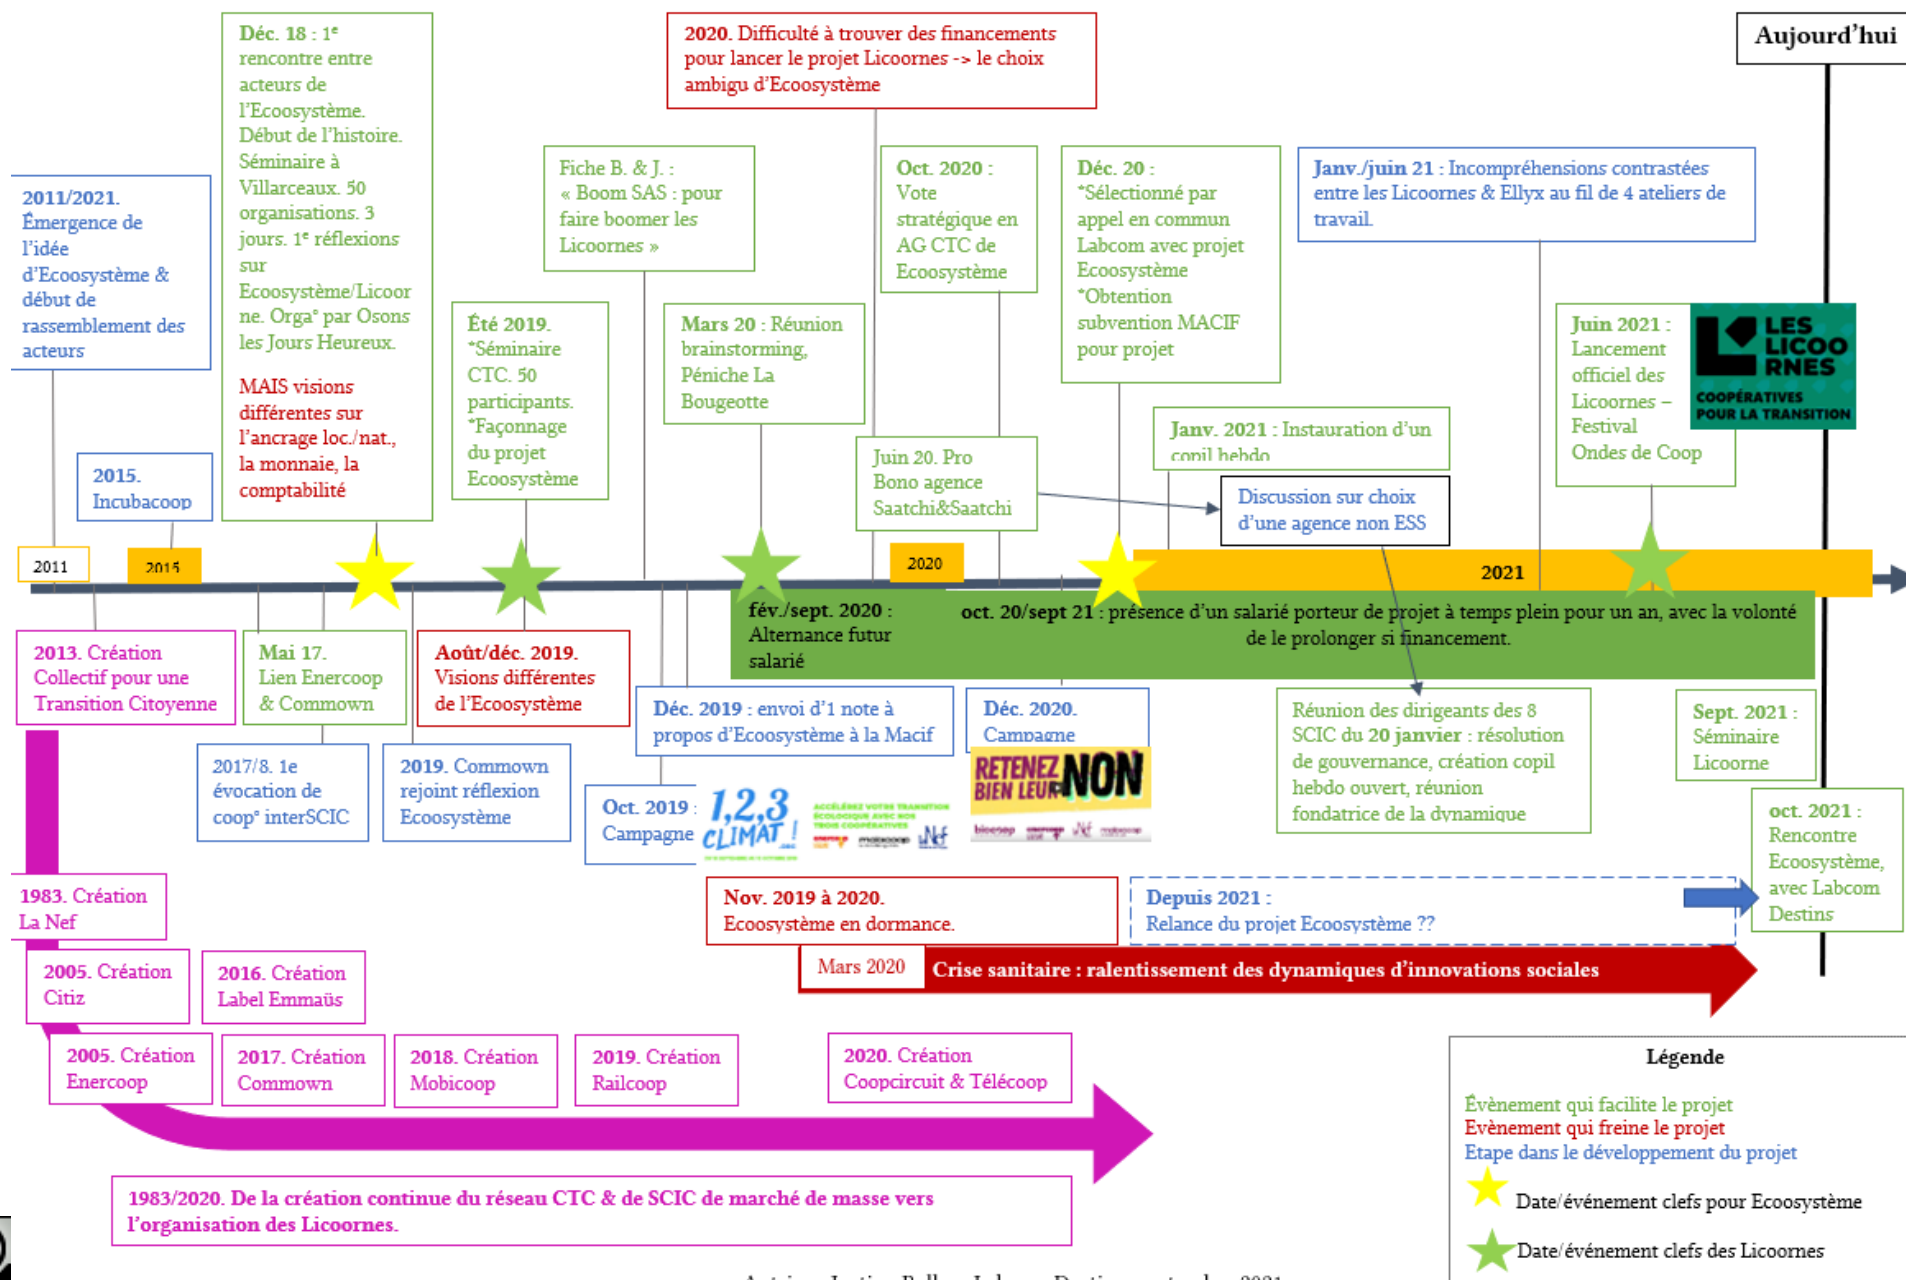 Déc. 18 : 1e
rencontre entre
acteurs de
l'Ecoosystème.
Début de l'histoire.
Séminaire à
Villarceaux. 50
organisations. 3
jours. 1e réflexions
sur
Ecoosystème/Licoor
ne. Orga° par Osons
les Jours Heureux.
MAIS visions
différentes sur
l'ancrage loc./nat.,
la monnaie, la
comptabilité
2020. Difficulté à trouver des financements
pour lancer le projet Licoornes -> le choix
ambigu d'Ecoosystème
Aujourd'hui
2011/2021.
Émergence de
l'idée
d'Ecoosystème &
début de
rassemblement des
acteurs
Fiche B. & J. :
« Boom SAS : pour
faire boomer les
Licoornes »
Oct. 2020 :
Vote
stratégique en
AG CTC de
Ecoosystème
Déc. 20 :
*Sélectionné par
appel en commun
Labcom avec projet
Ecoosystème
*Obtention
subvention MACIF
pour projet
Janv./juin 21 : Incompréhensions contrastées
entre les Licoornes & Ellyx au fil de 4 ateliers de
travail.
2015.
Incubacoop
Été 2019.
*Séminaire
CTC. 50
participants.
*Façonnage
du projet
Ecoosystème
Mars 20 : Réunion
brainstorming,
Péniche La
Bougeotte
Juin 20. Pro
Bono agence
Saatchi&Saatchi
Janv. 2021 : Instauration d'un
copil hebdo
Discussion sur choix
d'une agence non ESS
Juin 2021 :
Lancement
officiel des
Licoornes –
Festival
Ondes de Coop
LES
LICOO
RNES
COOPÉRATIVES
POUR LA TRANSITION
2011
2015
2020
2021
fév./sept. 2020 :
Alternance futur
salarié
oct. 20/sept 21 : présence d'un salarié porteur de projet à temps plein pour un an, avec la volonté
de le prolonger si financement.
2013. Création
Collectif pour une
Transition Citoyenne
Mai 17.
Lien Enercoop
& Commown
Août/déc. 2019.
Visions différentes
de l'Ecoosystème
Déc. 2019 : envoi d'1 note à
propos d'Ecoosystème à la Macif
Déc. 2020.
Campagne
RETENEZ
BIEN LEUR
NON
biocoop enercoop Nef mobicoop
Réunion des dirigeants des 8
SCIC du 20 janvier : résolution
de gouvernance, création copil
hebdo ouvert, réunion
fondatrice de la dynamique
Sept. 2021 :
Séminaire
Licoorne
2017/8. 1e
évocation de
coop° interSCIC
2019. Commown
rejoint réflexion
Ecoosystème
Oct. 2019 :
Campagne
1,2,3
CLIMAT !
ACCÉLÉREZ VOTRE TRANSITION
ÉCOLOGIQUE AVEC NOS
TROIS COOPÉRATIVES
enercoop mobicoop Nef
oct. 2021 :
Rencontre
Ecoosystème,
avec Labcom
Destins
1983. Création
La Nef
Nov. 2019 à 2020.
Ecoosystème en dormance.
Depuis 2021 :
Relance du projet Ecoosystème ??
Mars 2020
Crise sanitaire : ralentissement des dynamiques d'innovations sociales
2005. Création
Citiz
2016. Création
Label Emmaüs
2005. Création
Enercoop
2017. Création
Commown
2018. Création
Mobicoop
2019. Création
Railcoop
2020. Création
Coopcircuit & Télécoop
1983/2020. De la création continue du réseau CTC & de SCIC de marché de masse vers
l'organisation des Licoornes.
Légende
Évènement qui facilite le projet
Evènement qui freine le projet
Etape dans le développement du projet
Date/événement clefs pour Ecoosystème
Date/événement clefs des Licoornes